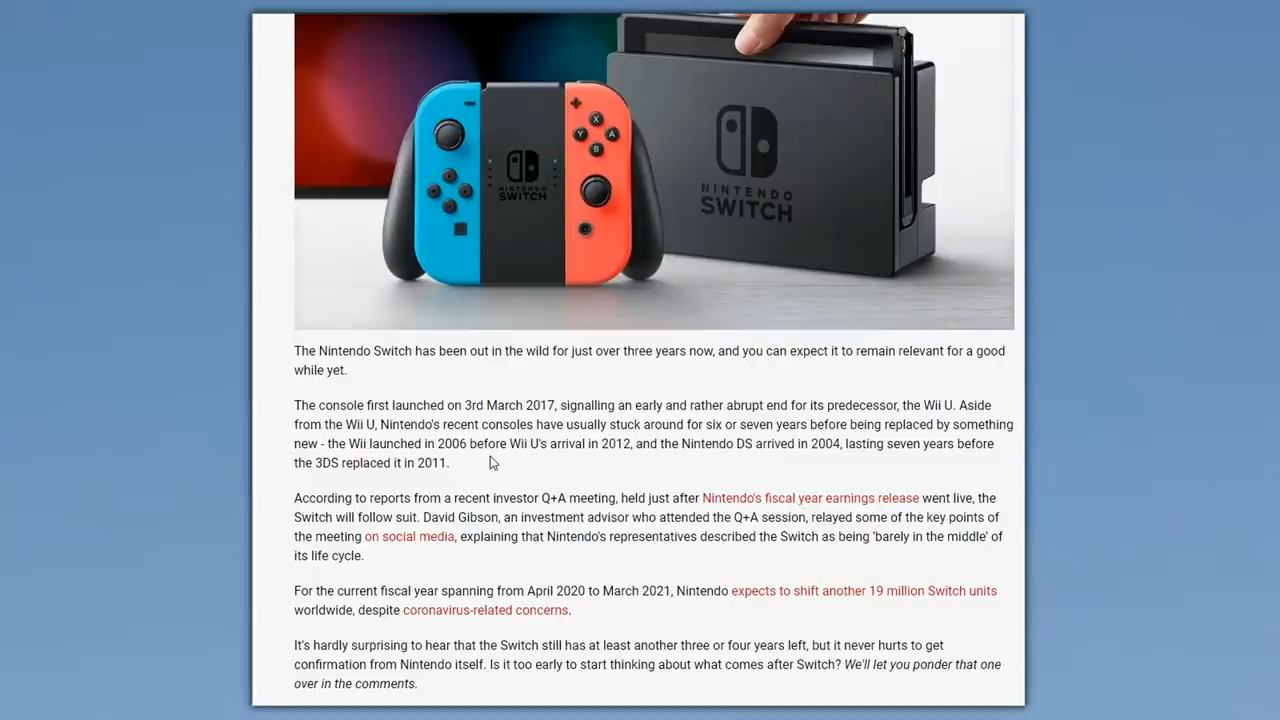 X
Y
A
B
NINTENDO
SWITCH
NINTENDO
SWITCH
The Nintendo Switch has been out in the wild for just over three years now, and you can expect it to remain relevant for a good
while yet.
The console first launched on 3rd March 2017, signalling an early and rather abrupt end for its predecessor, the Wii U. Aside
from the Wii U, Nintendo's recent consoles have usually stuck around for six or seven years before being replaced by something
new - the Wii launched in 2006 before Wii U's arrival in 2012, and the Nintendo DS arrived in 2004, lasting seven years before
the 3DS replaced it in 2011.
According to reports from a recent investor Q+A meeting, held just after Nintendo's fiscal year earnings release went live, the
Switch will follow suit. David Gibson, an investment advisor who attended the Q+A session, relayed some of the key points of
the meeting on social media, explaining that Nintendo's representatives described the Switch as being 'barely in the middle' of
its life cycle.
For the current fiscal year spanning from April 2020 to March 2021, Nintendo expects to shift another 19 million Switch units
worldwide, despite coronavirus-related concerns.
It's hardly surprising to hear that the Switch still has at least another three or four years left, but it never hurts to get
confirmation from Nintendo itself. Is it too early to start thinking about what comes after Switch? We'll let you ponder that one
over in the comments.